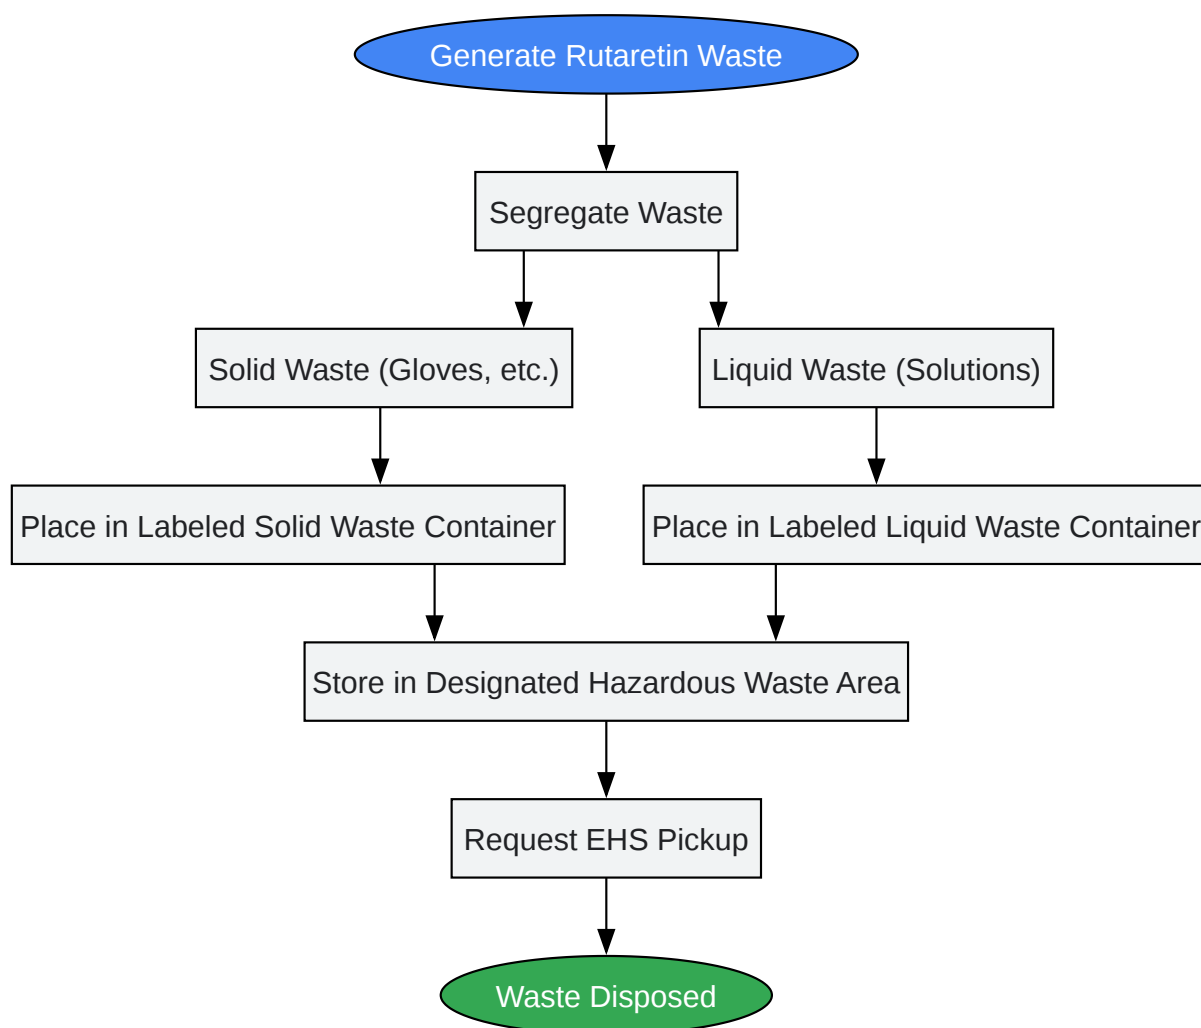 Generate Rutaretin Waste
Segregate Waste
Solid Waste (Gloves, etc.)
Liquid Waste (Solutions)
Place in Labeled Solid Waste Container
Place in Labeled Liquid Waste Container
Store in Designated Hazardous Waste Area
Request EHS Pickup
Waste Disposed